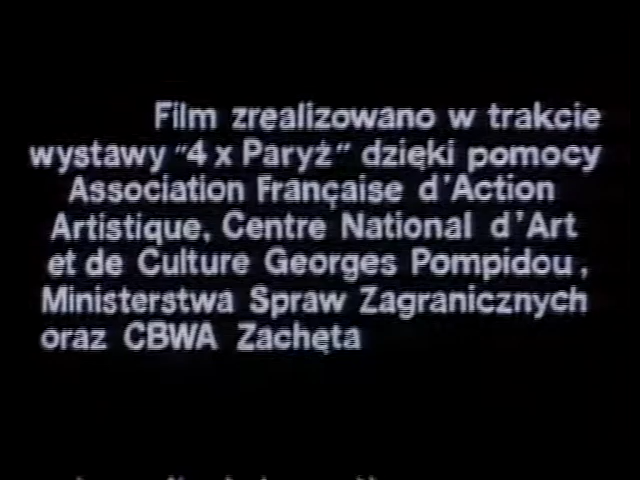 Film zrealizowano w trakcie
wystawy "4 x Paryż" dzięki pomocy
Association Française d'Action
Artistique, Centre National d'Art
et de Culture Georges Pompidou,
Ministerstwa Spraw Zagranicznych
oraz CBWA Zachęta